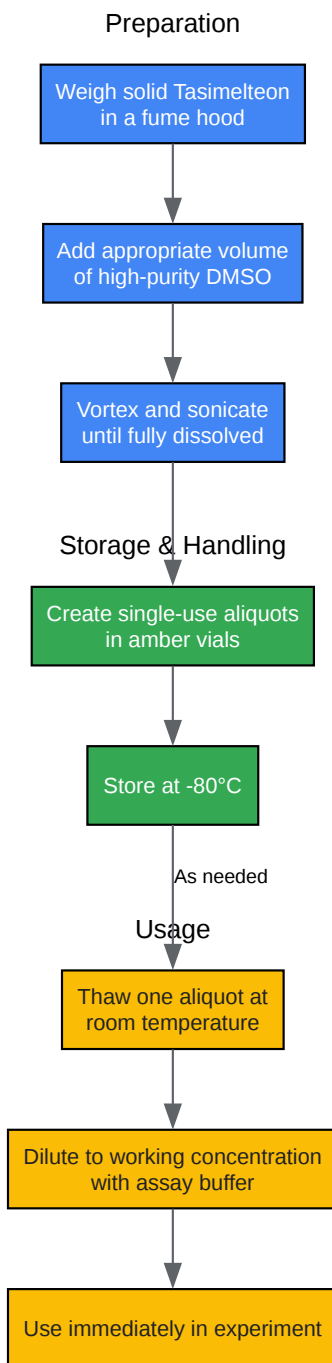 Preparation
Weigh solid Tasimelteon
in a fume hood
Add appropriate volume
of high-purity DMSO
Vortex and sonicate
until fully dissolved
Storage & Handling
Create single-use aliquots
in amber vials
Store at -80°C
As needed
Usage
Thaw one aliquot at
room temperature
Dilute to working concentration
with assay buffer
Use immediately in experiment